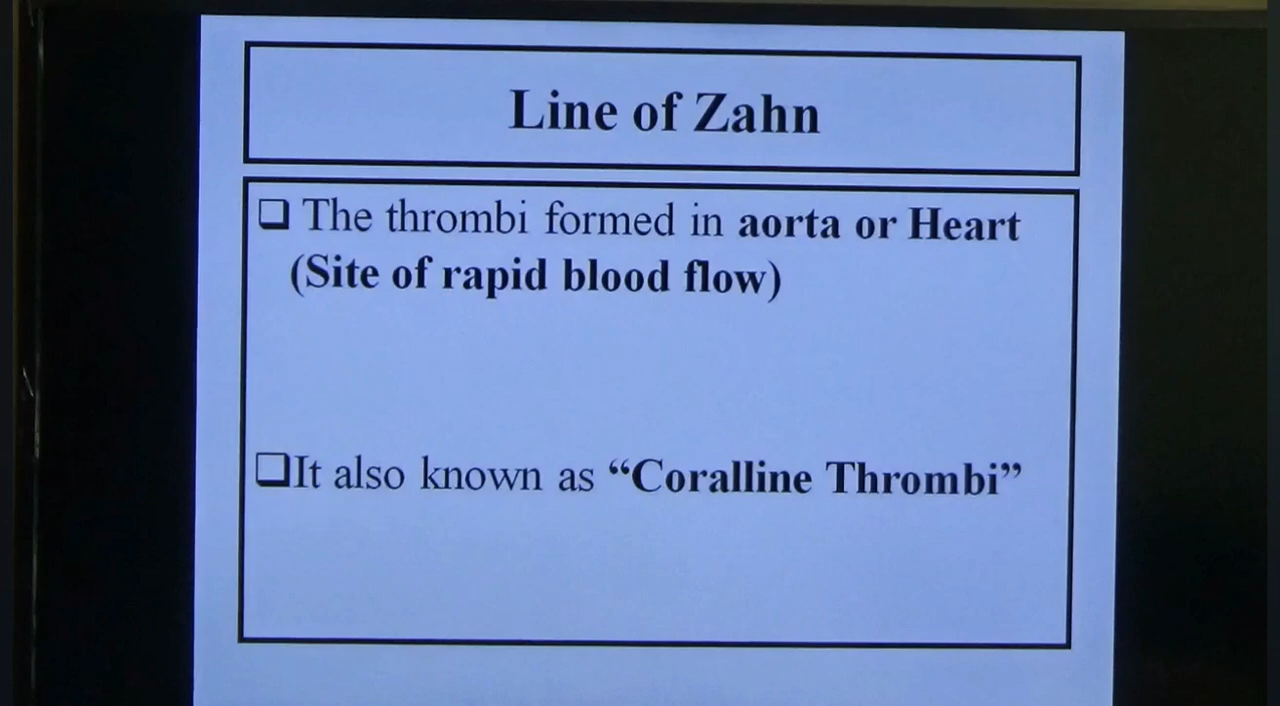 Line of Zahn
❑ The thrombi formed in aorta or Heart
(Site of rapid blood flow)
❑It also known as “Coralline Thrombi”